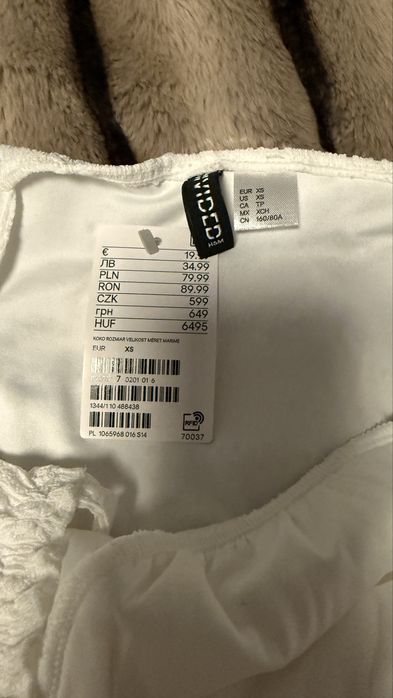 VIDED
H&M
EUR XS
US XS
CA TP
MX XCH
CN 160/80A
€ 19.
ЛВ 34.99
PLN 79.99
RON 89.99
CZK 599
грн 649
HUF 6495
KOKO ROZMIAR VELIKOST MÉRET MARIME
EUR XS
7 0201 01 6
1344/110 488438
PL 1065968 016 S14
RFID
70037